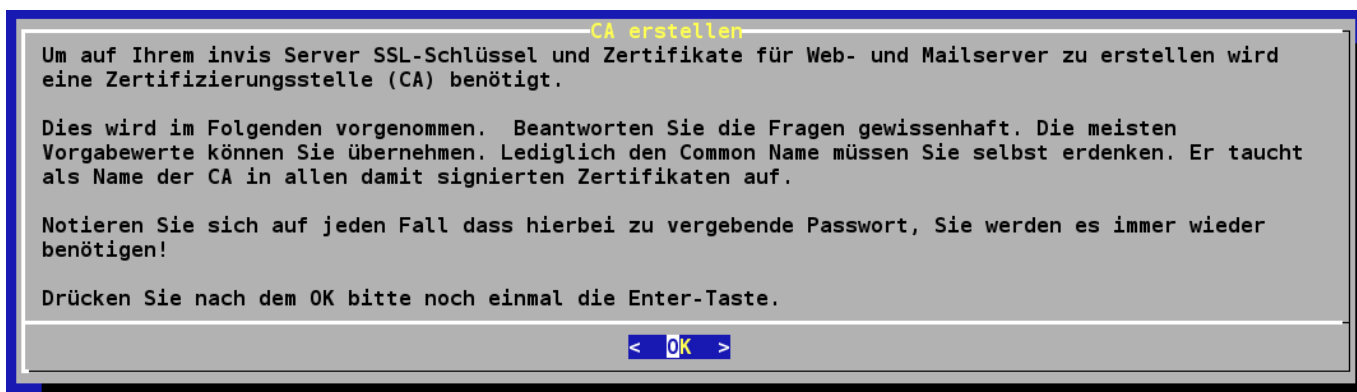 CA erstellen
Um auf Ihrem invis Server SSL-Schlüssel und Zertifikate für Web- und Mailserver zu erstellen wird
eine Zertifizierungsstelle (CA) benötigt.
Dies wird im Folgenden vorgenommen.  Beantworten Sie die Fragen gewissenhaft. Die meisten
Vorgabewerte können Sie übernehmen. Lediglich den Common Name müssen Sie selbst erdenken. Er taucht
als Name der CA in allen damit signierten Zertifikaten auf.
Notieren Sie sich auf jeden Fall dass hierbei zu vergebende Passwort, Sie werden es immer wieder
benötigen!
Drücken Sie nach dem OK bitte noch einmal die Enter-Taste.
<  OK  >